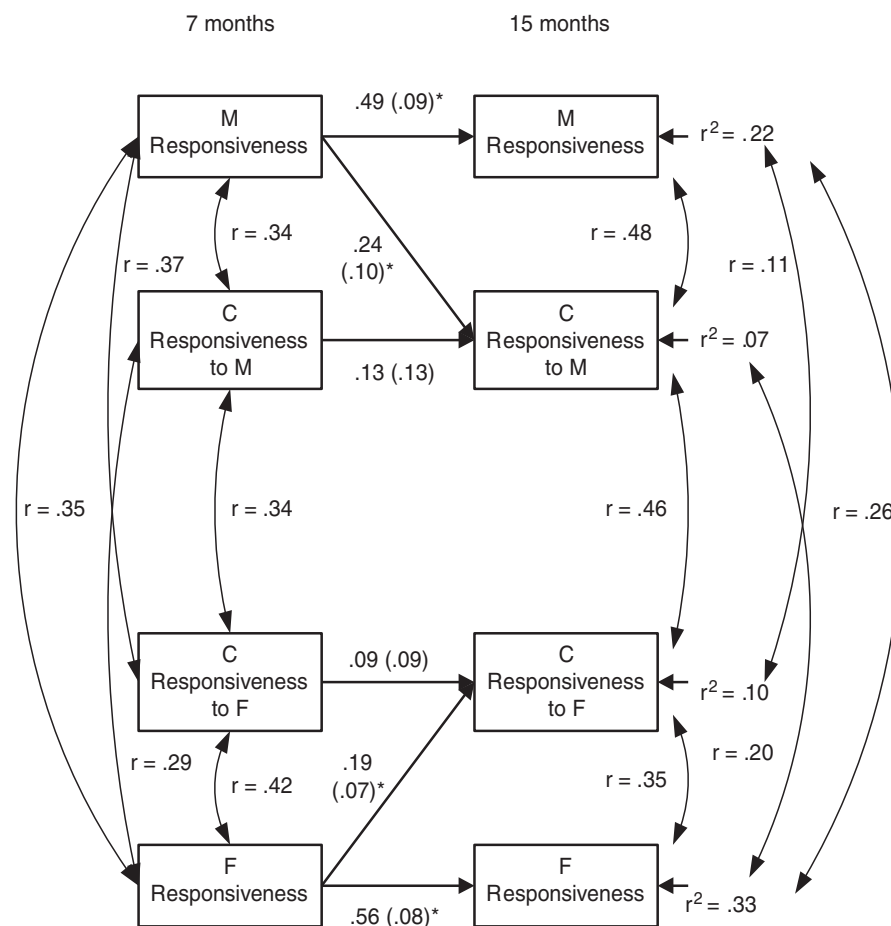 7 months
15 months
M
Responsiveness
.49 (.09)*
M
Responsiveness
r² = .22
r = .34
.24
(.10)*
r = .48
r = .37
r = .11
C
Responsiveness
to M
.13 (.13)
C
Responsiveness
to M
r² = .07
r = .35
r = .34
r = .46
r = .26
C
Responsiveness
to F
.09 (.09)
C
Responsiveness
to F
r² = .10
r = .29
r = .42
.19
(.07)*
r = .35
r = .20
F
Responsiveness
.56 (.08)*
F
Responsiveness
r² = .33